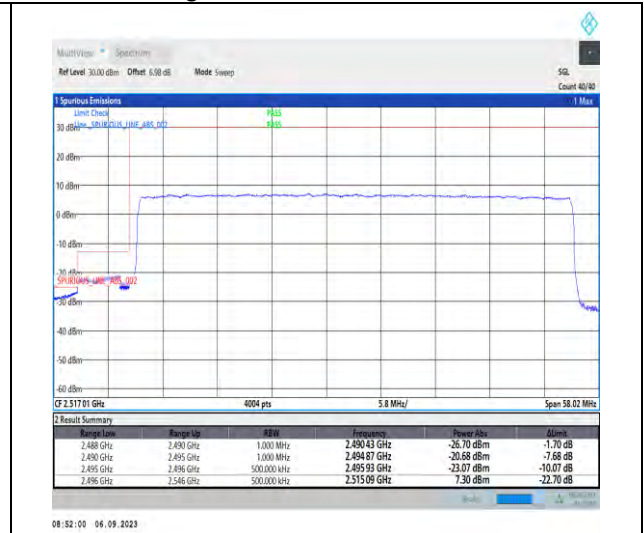 MultiView Spectrum
Ref Level 30.00 dBm Offset 6.98 dB Mode Sweep SGL
Count 40/40
1 Spurious Emissions 1 Max
Limit Check PASS
Line_SPURIOUS_LINE_ABS_002 PASS
30 dBm
20 dBm
10 dBm
0 dBm
-10 dBm
-20 dBm
SPURIOUS_LINE_ABS_002
-30 dBm
-40 dBm
-50 dBm
-60 dBm
CF 2.517 01 GHz 4004 pts 5.8 MHz/ Span 58.02 MHz
2 Result Summary
Range Low Range Up RBW Frequency Power Abs ΔLimit
2.488 GHz 2.490 GHz 1.000 MHz 2.490 43 GHz -26.70 dBm -1.70 dB
2.490 GHz 2.495 GHz 1.000 MHz 2.494 87 GHz -20.68 dBm -7.68 dB
2.495 GHz 2.496 GHz 500.000 kHz 2.495 93 GHz -23.07 dBm -10.07 dB
2.496 GHz 2.546 GHz 500.000 kHz 2.515 09 GHz 7.30 dBm -22.70 dB
08:52:00 06.09.2023